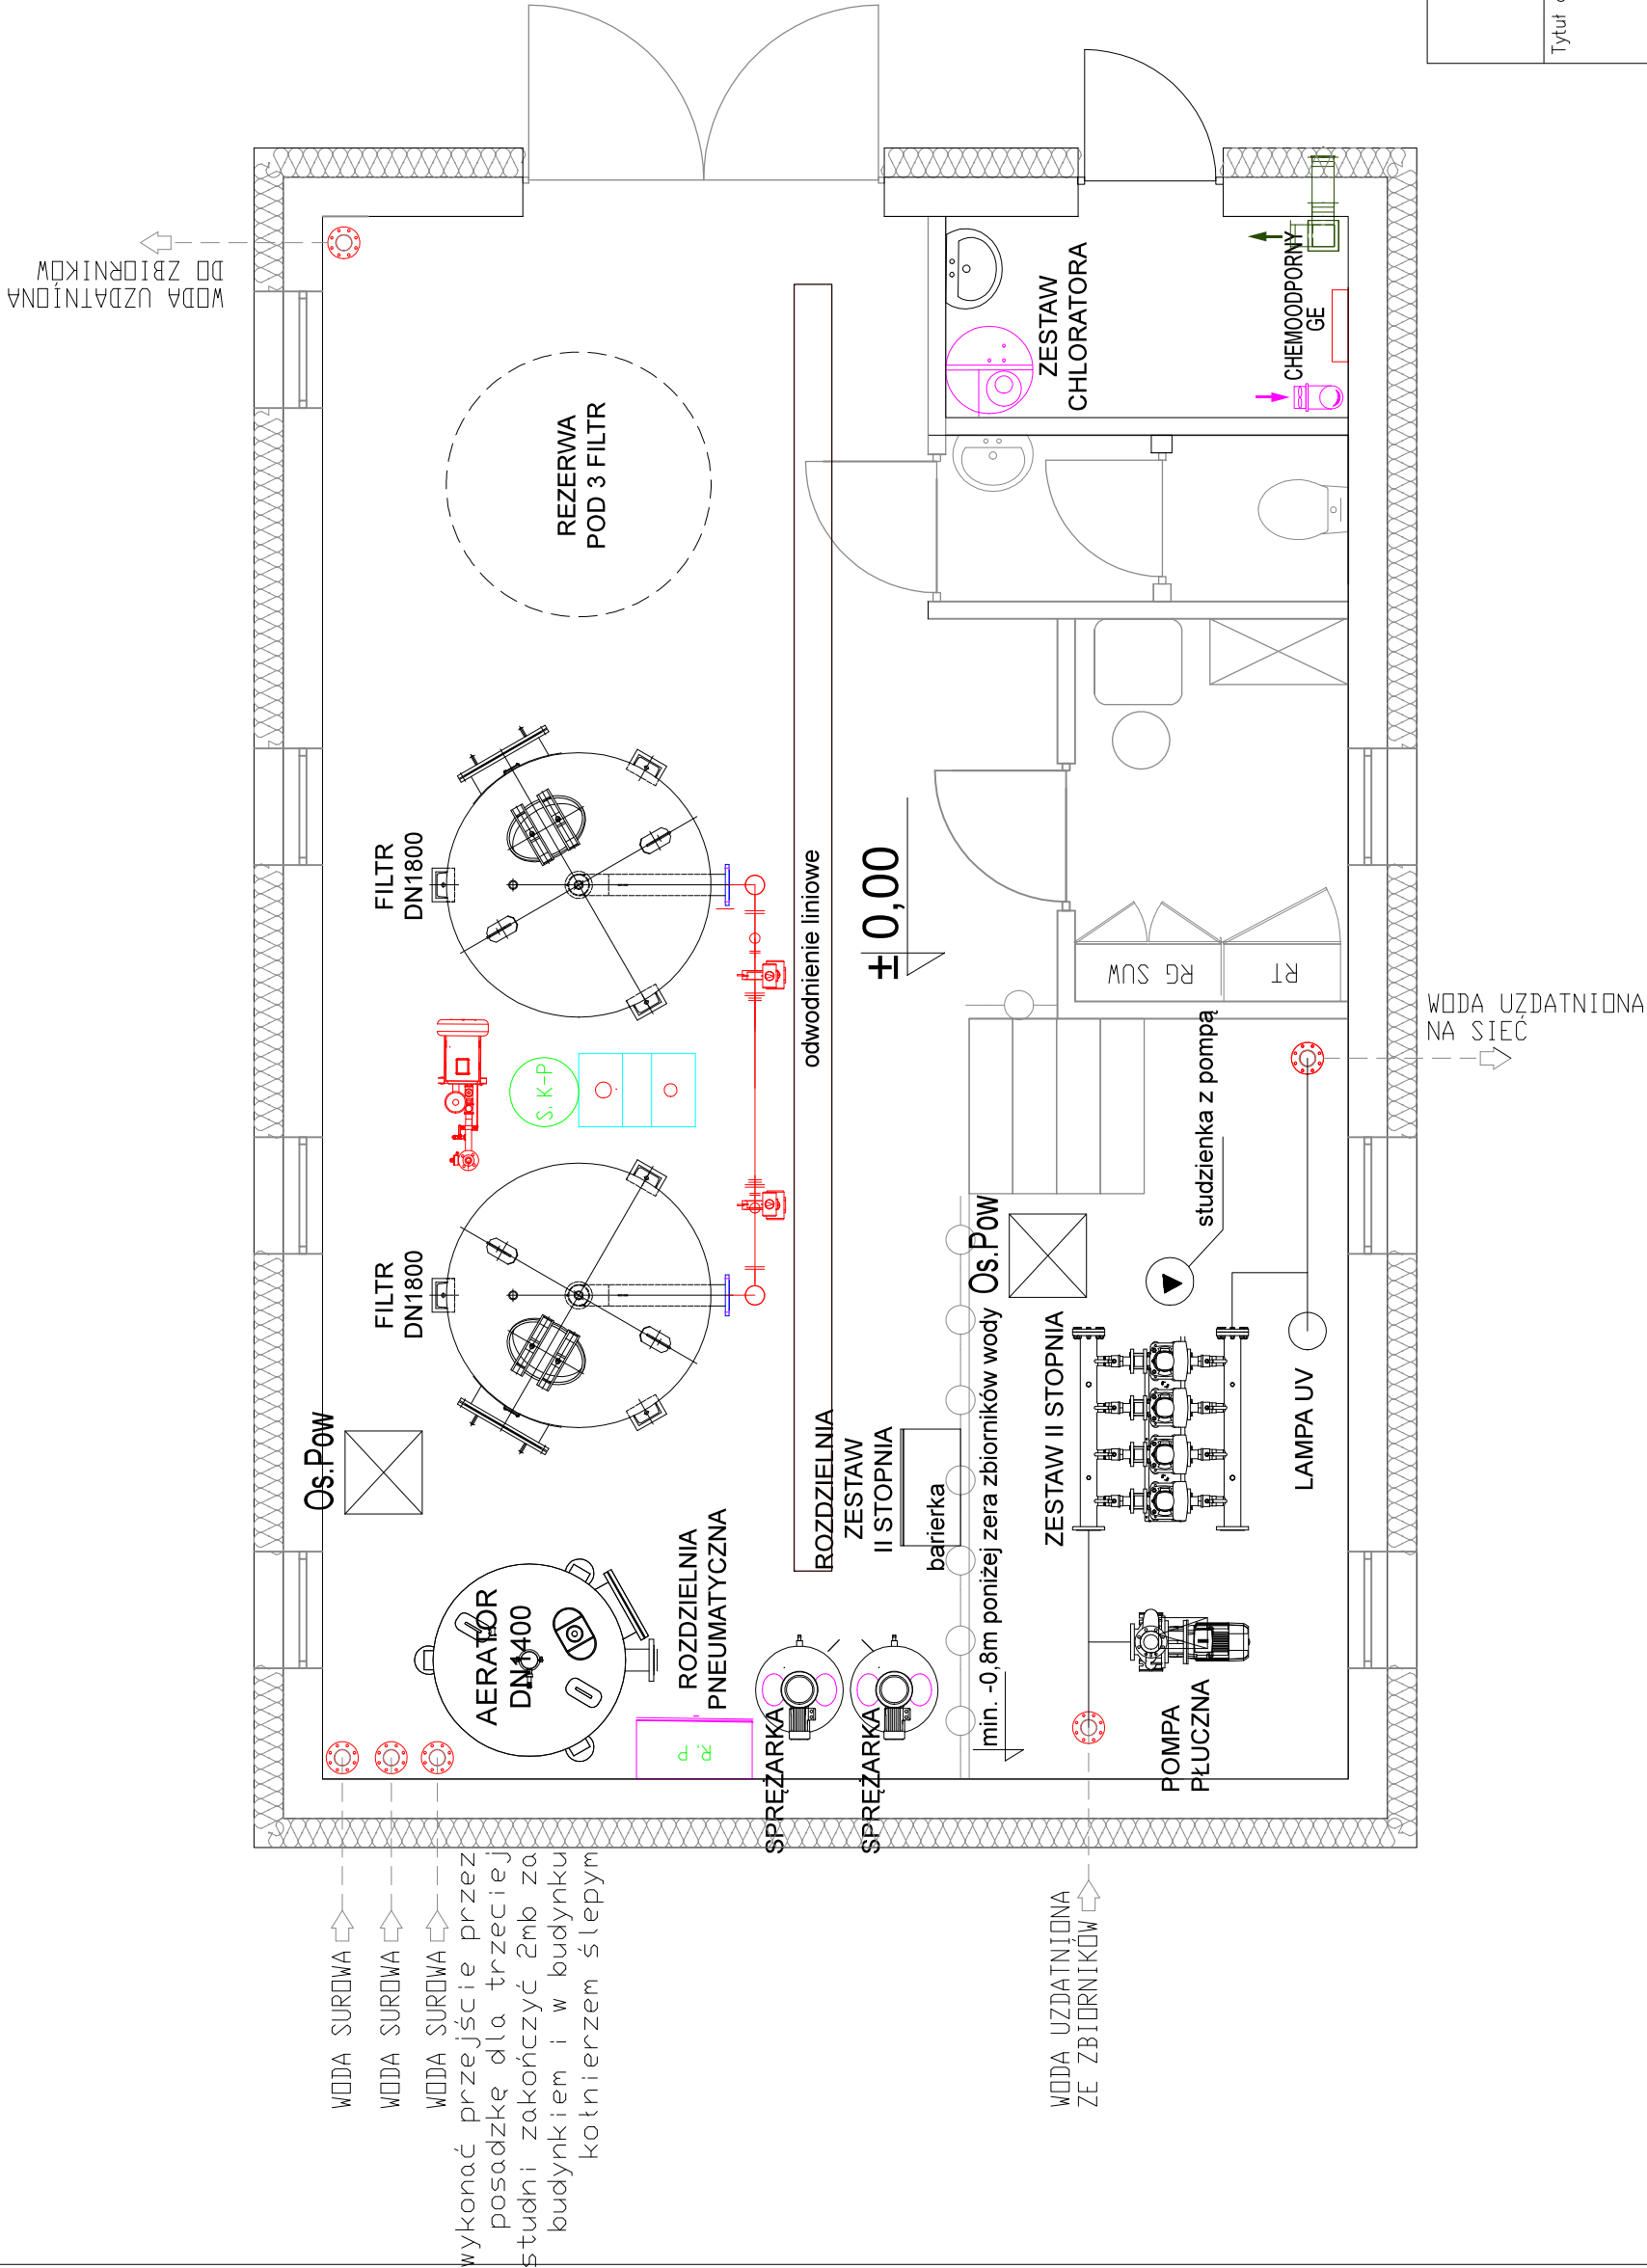 Tytuł
WODA UZDATNIONA
DO ZBIORNIKÓW
ZESTAW
CHLORATORA
CHEMOODPORNY
GE
REZERWA
POD 3 FILTR
FILTR
DN1800
odwodnienie liniowe
± 0,00
RG SUW
RT
WODA UZDATNIONA
NA SIEĆ
S. K-P
studzienka z pompą
FILTR
DN1800
Os.Pow
Os.Pow
ROZDZIELNIA
ZESTAW
II STOPNIA
barierka
min. -0,8m poniżej zera zbiorników wody
ZESTAW II STOPNIA
LAMPA UV
AERATOR
DN1400
ROZDZIELNIA
PNEUMATYCZNA
R. P
SPRĘŻARKA
SPRĘŻARKA
POMPA
PŁUCZNA
WODA SUROWA
WODA SUROWA
WODA SUROWA
wykonać przejście przez
posadzkę dla trzeciej
studni zakończyć 2mb za
budynkiem i w budynku
kołnierzem ślepym
WODA UZDATNIONA
ZE ZBIORNIKÓW